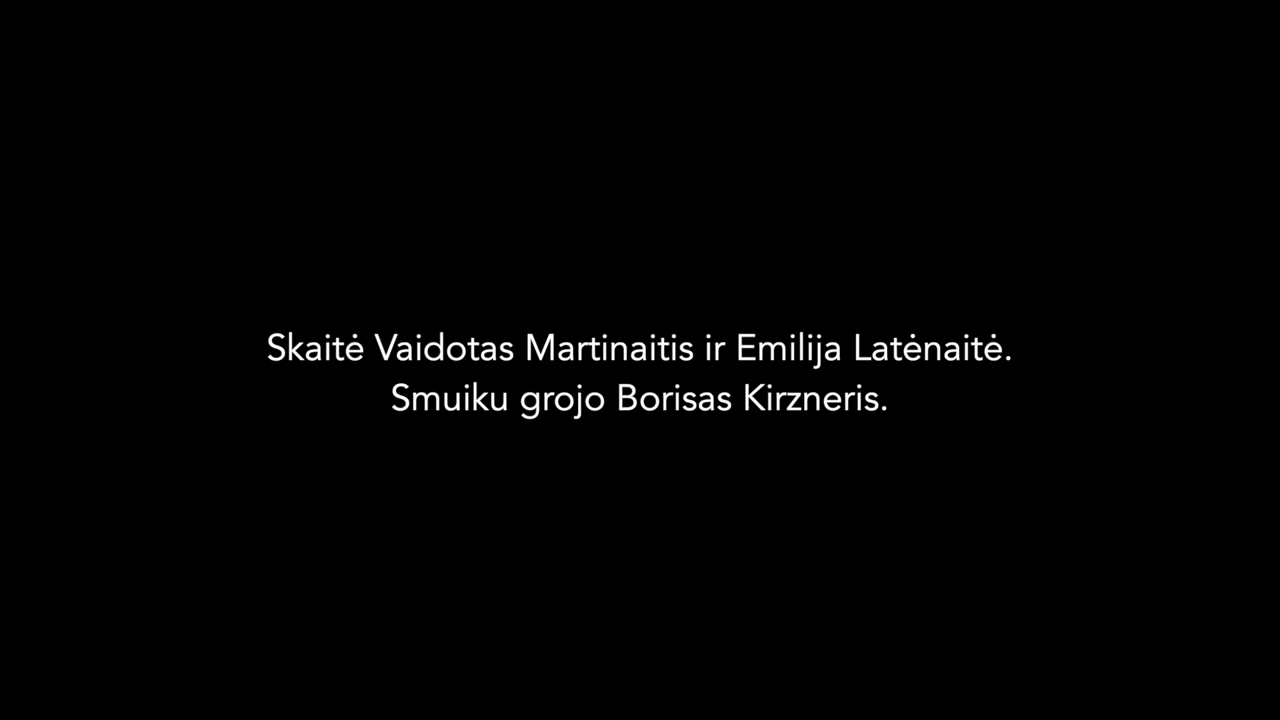 Skaitė Vaidotas Martinaitis ir Emilija Latėnaitė.
Smuiku grojo Borisas Kirzneris.